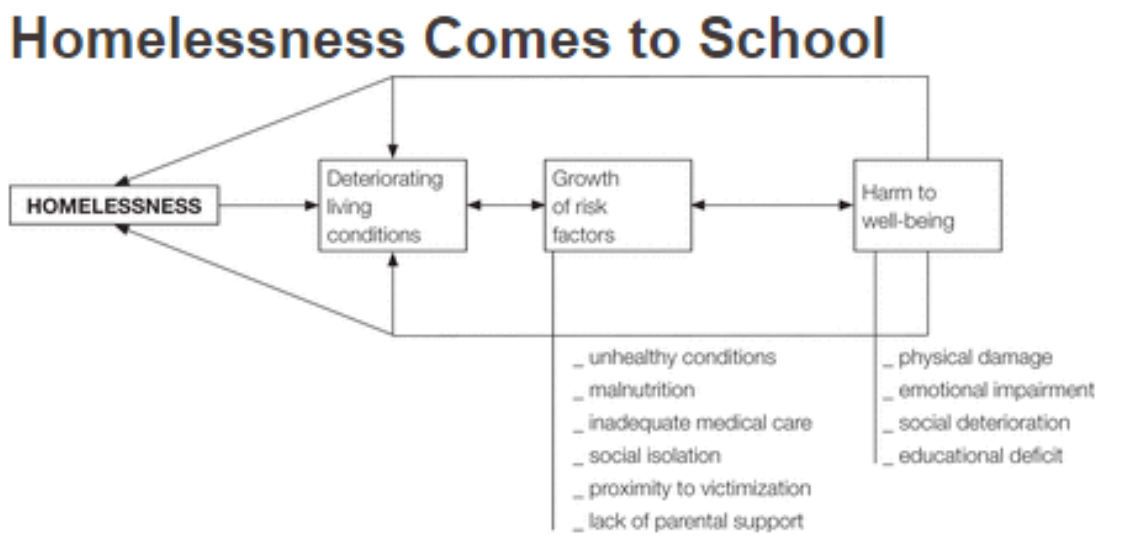 Homelessness Comes to School
HOMELESSNESS
Deteriorating
living
conditions
Growth
of risk
factors
Harm to
well-being
_ unhealthy conditions
_ malnutrition
_ inadequate medical care
_ social isolation
_ proximity to victimization
_ lack of parental support
_ physical damage
_ emotional impairment
_ social deterioration
_ educational deficit